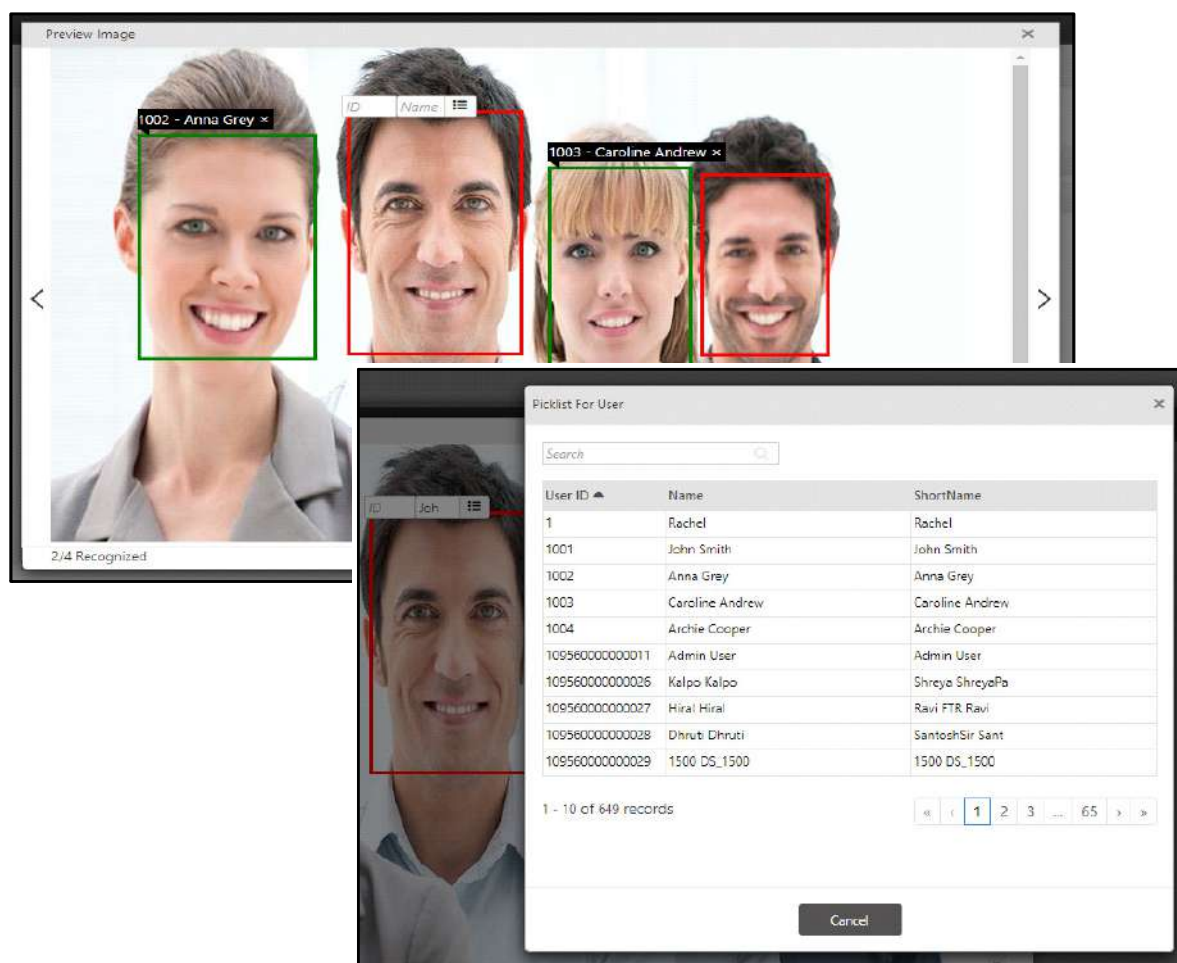 Preview Image
1002 - Anna Grey ×
ID Name
1003 - Caroline Andrew ×
2/4 Recognized
Picklist For User
Search
ID Joh
User ID Name ShortName
1 Rachel Rachel
1001 John Smith John Smith
1002 Anna Grey Anna Grey
1003 Caroline Andrew Caroline Andrew
1004 Archie Cooper Archie Cooper
109560000000011 Admin User Admin User
109560000000026 Kalpo Kalpo Shreya ShreyaPa
109560000000027 Hiral Hiral Ravi FTR Ravi
109560000000028 Dhruti Dhruti SantoshSir Sant
109560000000029 1500 DS_1500 1500 DS_1500
1 - 10 of 649 records
« ‹ 1 2 3 ... 65 › »
Cancel